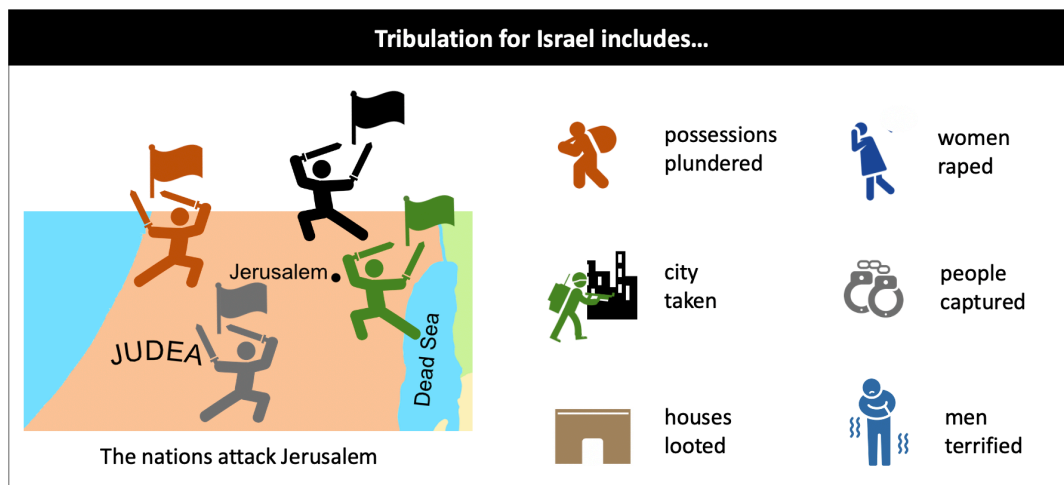 Tribulation for Israel includes…
Jerusalem
JUDEA
Dead Sea
The nations attack Jerusalem
possessions
plundered
women
raped
city
taken
people
captured
houses
looted
men
terrified